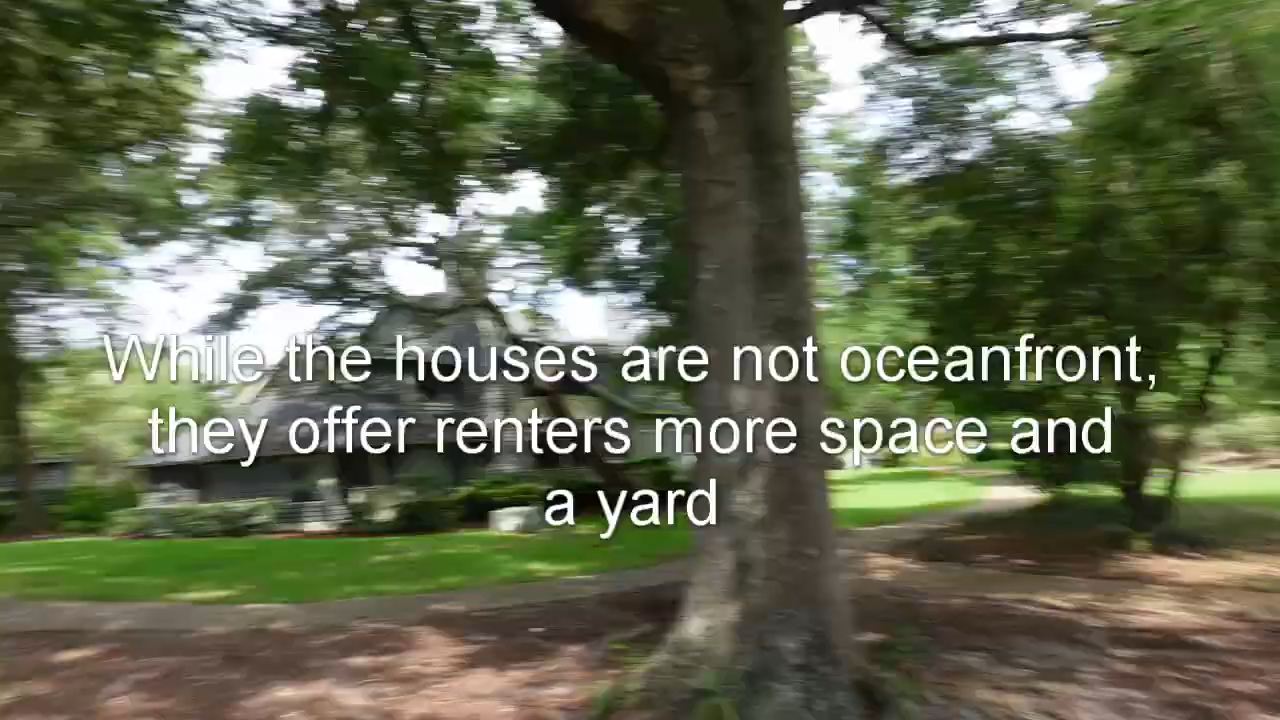 While the houses are not oceanfront,
they offer renters more space and
a yard